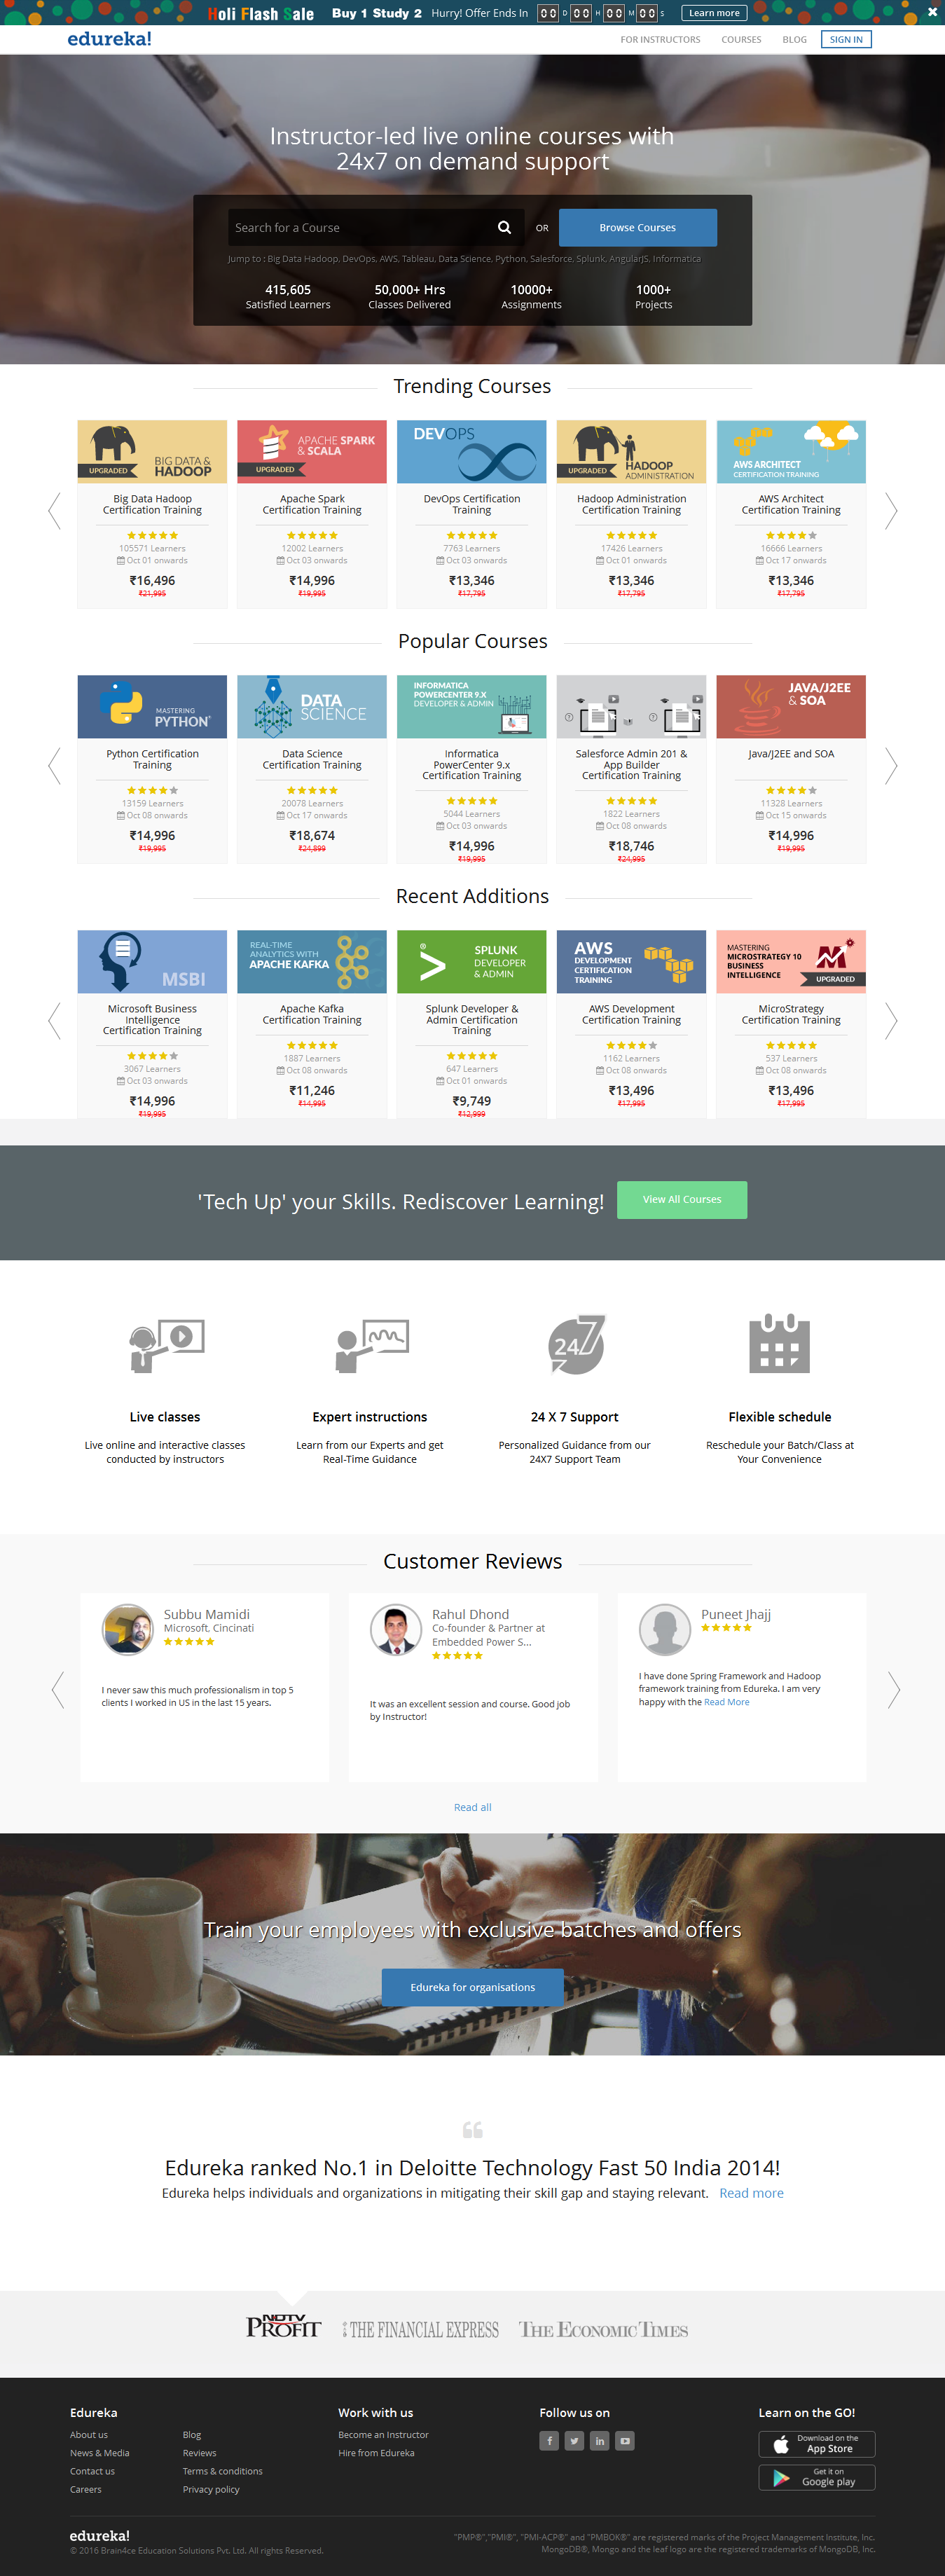 Holi Flash Sale Buy 1 Study 2 Hurry! Offer Ends In 00 D 00 H 00 M 00 S Learn more
edureka! FOR INSTRUCTORS COURSES BLOG SIGN IN
Instructor-led live online courses with
24x7 on demand support
Search for a Course OR Browse Courses
Jump to : Big Data Hadoop, DevOps, AWS, Tableau, Data Science, Python, Salesforce, Splunk, AngularJS, Informatica
415,605 50,000+ Hrs 10000+ 1000+
Satisfied Learners Classes Delivered Assignments Projects
Trending Courses
UPGRADED BIG DATA & HADOOP
Big Data Hadoop
Certification Training
105571 Learners
Oct 01 onwards
₹16,496
₹21,995
APACHE SPARK
& SCALA
UPGRADED
Apache Spark
Certification Training
12002 Learners
Oct 03 onwards
₹14,996
₹19,995
DEVOPS
DevOps Certification
Training
7763 Learners
Oct 03 onwards
₹13,346
₹17,795
UPGRADED HADOOP
ADMINISTRATION
Hadoop Administration
Certification Training
17426 Learners
Oct 01 onwards
₹13,346
₹17,795
AWS ARCHITECT
CERTIFICATION TRAINING
AWS Architect
Certification Training
16666 Learners
Oct 17 onwards
₹13,346
₹17,795
Popular Courses
MASTERING
PYTHON
Python Certification
Training
13159 Learners
Oct 08 onwards
₹14,996
₹19,995
DATA
SCIENCE
Data Science
Certification Training
20078 Learners
Oct 17 onwards
₹18,674
₹24,899
INFORMATICA
POWERCENTER 9.X
DEVELOPER & ADMIN
Informatica
PowerCenter 9.x
Certification Training
5044 Learners
Oct 03 onwards
₹14,996
₹19,995
Salesforce Admin 201 &
App Builder
Certification Training
1822 Learners
Oct 08 onwards
₹18,746
₹24,995
JAVA/J2EE
& SOA
Java/J2EE and SOA
11328 Learners
Oct 15 onwards
₹14,996
₹19,995
Recent Additions
MSBI
Microsoft Business
Intelligence
Certification Training
3067 Learners
Oct 03 onwards
₹14,996
₹19,995
REAL-TIME
ANALYTICS WITH
APACHE KAFKA
Apache Kafka
Certification Training
1887 Learners
Oct 08 onwards
₹11,246
₹14,995
SPLUNK
DEVELOPER
& ADMIN
Splunk Developer &
Admin Certification
Training
647 Learners
Oct 01 onwards
₹9,749
₹12,999
AWS
DEVELOPMENT
CERTIFICATION
TRAINING
AWS Development
Certification Training
1162 Learners
Oct 08 onwards
₹13,496
₹17,995
MASTERING
MICROSTRATEGY 10
BUSINESS
INTELLIGENCE
UPGRADED
MicroStrategy
Certification Training
537 Learners
Oct 08 onwards
₹13,496
₹17,995
'Tech Up' your Skills. Rediscover Learning! View All Courses
24 7
Live classes
Live online and interactive classes
conducted by instructors
Expert instructions
Learn from our Experts and get
Real-Time Guidance
24 X 7 Support
Personalized Guidance from our
24X7 Support Team
Flexible schedule
Reschedule your Batch/Class at
Your Convenience
Customer Reviews
Subbu Mamidi
Microsoft, Cincinati
I never saw this much professionalism in top 5
clients I worked in US in the last 15 years.
Rahul Dhond
Co-founder & Partner at
Embedded Power S...
It was an excellent session and course. Good job
by Instructor!
Puneet Jhajj
I have done Spring Framework and Hadoop
framework training from Edureka. I am very
happy with the Read More
Read all
Train your employees with exclusive batches and offers
Edureka for organisations
Edureka ranked No.1 in Deloitte Technology Fast 50 India 2014!
Edureka helps individuals and organizations in mitigating their skill gap and staying relevant. Read more
NDTV
PROFIT THE FINANCIAL EXPRESS THE ECONOMIC TIMES
Edureka
About us
News & Media
Contact us
Careers
Blog
Reviews
Terms & conditions
Privacy policy
Work with us
Become an Instructor
Hire from Edureka
Follow us on
Learn on the GO!
Download on the
App Store
Get it on
Google play
edureka!
© 2016 Brain4ce Education Solutions Pvt. Ltd. All rights Reserved.
"PMP®","PMI®", "PMI-ACP®" and "PMBOK®" are registered marks of the Project Management Institute, Inc.
MongoDB®, Mongo and the leaf logo are the registered trademarks of MongoDB, Inc.